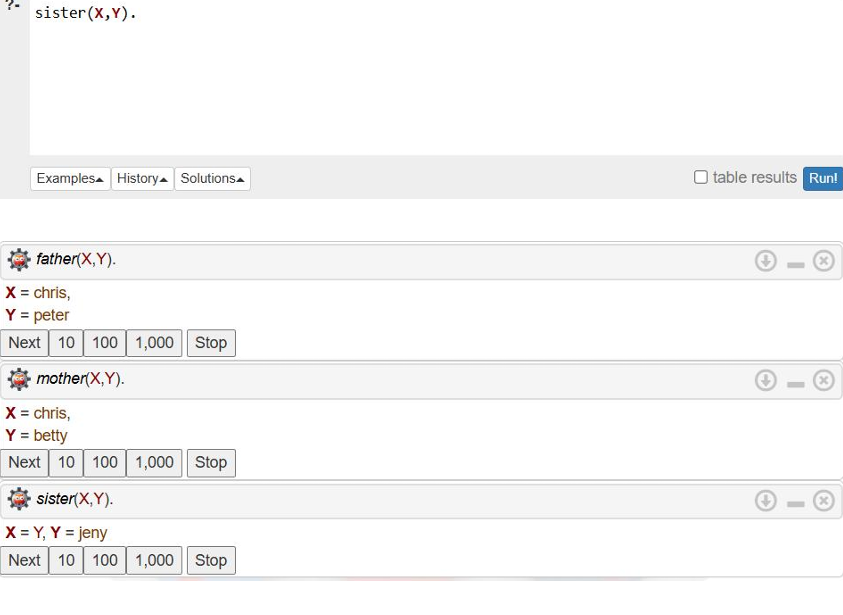 ?-
sister(X,Y).
Examples▴ History▴ Solutions▴ table results Run!
father(X,Y).
X = chris,
Y = peter
Next 10 100 1,000 Stop
mother(X,Y).
X = chris,
Y = betty
Next 10 100 1,000 Stop
sister(X,Y).
X = Y, Y = jeny
Next 10 100 1,000 Stop